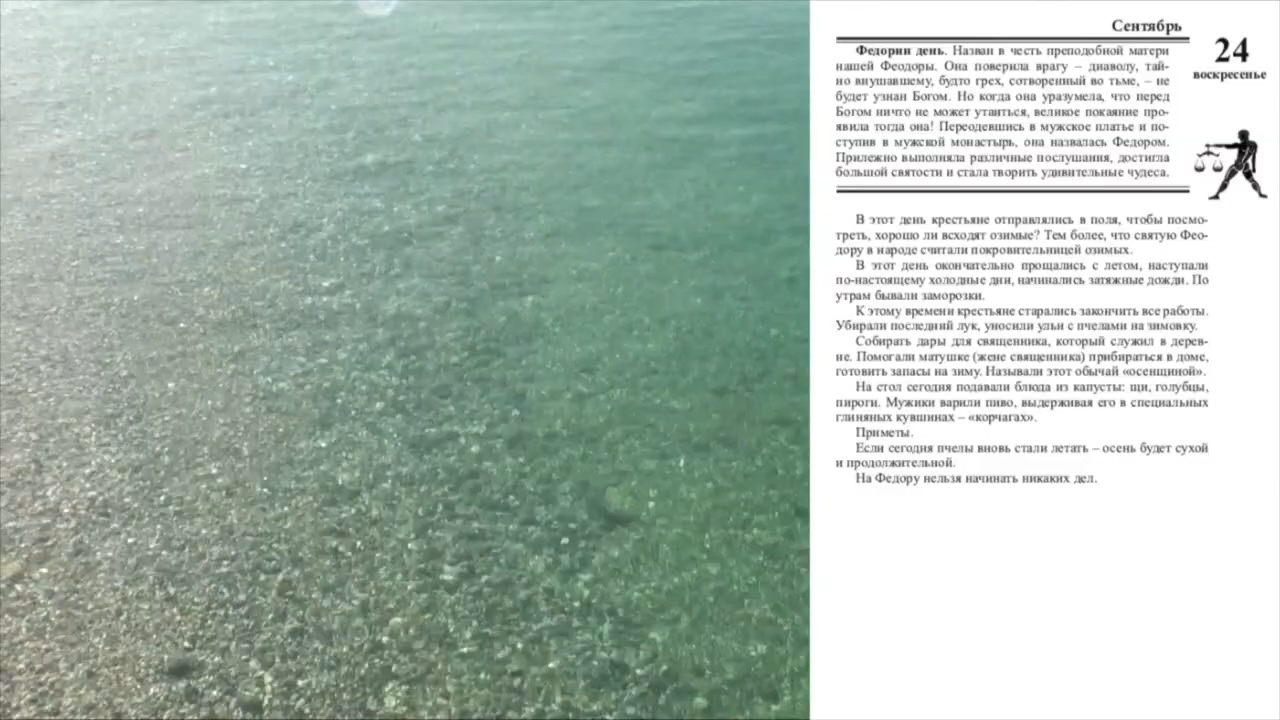 Сентябрь
24
воскресенье
Федорин день. Назван в честь преподобной матери
нашей Феодоры. Она поверила врагу – диаволу, тай-
но внушавшему, будто грех, сотворенный во тьме, – не
будет узнан Богом. Но когда она уразумела, что перед
Богом ничто не может утаиться, великое покаяние про-
явила тогда она! Переодевшись в мужское платье и по-
ступив в мужской монастырь, она назвалась Федором.
Прилежно выполняла различные послушания, достигла
большой святости и стала творить удивительные чудеса.
В этот день крестьяне отправлялись в поля, чтобы посмо-
треть, хорошо ли всходят озимые? Тем более, что святую Фео-
дору в народе считали покровительницей озимых.
В этот день окончательно прощались с летом, наступали
по-настоящему холодные дни, начинались затяжные дожди. По
утрам бывали заморозки.
К этому времени крестьяне старались закончить все работы.
Убирали последний лук, уносили ульи с пчелами на зимовку.
Собирать дары для священника, который служил в дерев-
не. Помогали матушке (жене священника) прибираться в доме,
готовить запасы на зиму. Называли этот обычай «осенщиной».
На стол сегодня подавали блюда из капусты: щи, голубцы,
пироги. Мужики варили пиво, выдерживая его в специальных
глиняных кувшинах – «корчагах».
Приметы.
Если сегодня пчелы вновь стали летать – осень будет сухой
и продолжительной.
На Федору нельзя начинать никаких дел.